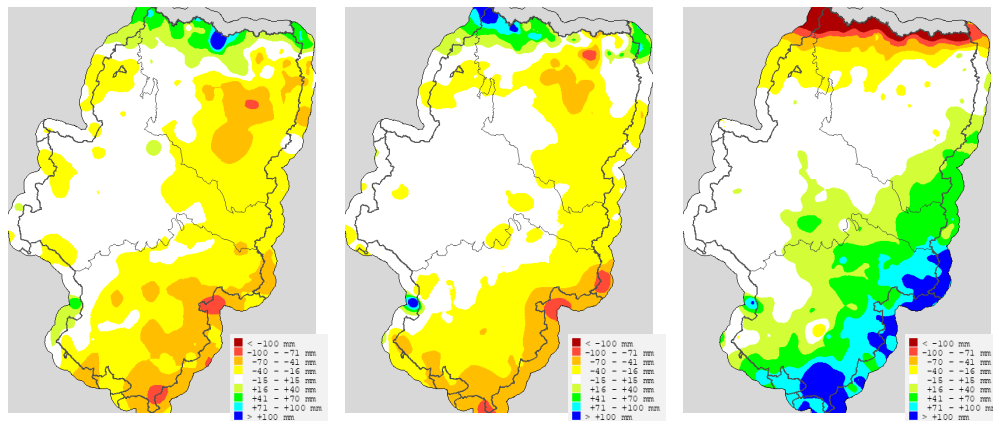 < -100 mm
-100 - -71 mm
-70 - -41 mm
-40 - -16 mm
-15 - +15 mm
+16 - +40 mm
+41 - +70 mm
+71 - +100 mm
> +100 mm
< -100 mm
-100 - -71 mm
-70 - -41 mm
-40 - -16 mm
-15 - +15 mm
+16 - +40 mm
+41 - +70 mm
+71 - +100 mm
> +100 mm
< -100 mm
-100 - -71 mm
-70 - -41 mm
-40 - -16 mm
-15 - +15 mm
+16 - +40 mm
+41 - +70 mm
+71 - +100 mm
> +100 mm